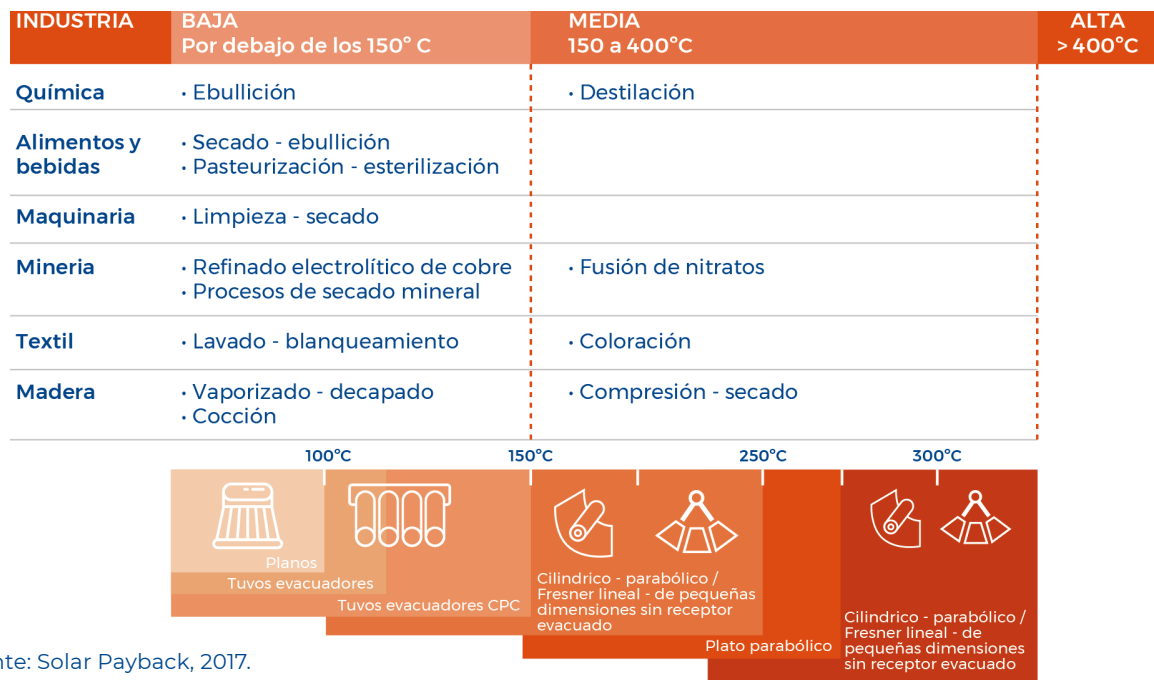 INDUSTRIA
BAJA
Por debajo de los 150° C
MEDIA
150 a 400°C
ALTA
> 400°C
Química
• Ebullición
• Destilación
Alimentos y
bebidas
• Secado - ebullición
• Pasteurización - esterilización
Maquinaria
• Limpieza - secado
Mineria
• Refinado electrolítico de cobre
• Procesos de secado mineral
• Fusión de nitratos
Textil
• Lavado - blanqueamiento
• Coloración
Madera
• Vaporizado - decapado
• Cocción
• Compresión - secado
100°C
150°C
250°C
300°C
Planos
Tuvos evacuadores
Tuvos evacuadores CPC
Cilindrico - parabólico /
Fresner lineal - de pequeñas
dimensiones sin receptor
evacuado
Plato parabólico
Cilindrico - parabólico /
Fresner lineal - de
pequeñas dimensiones
sin receptor evacuado
nte: Solar Payback, 2017.